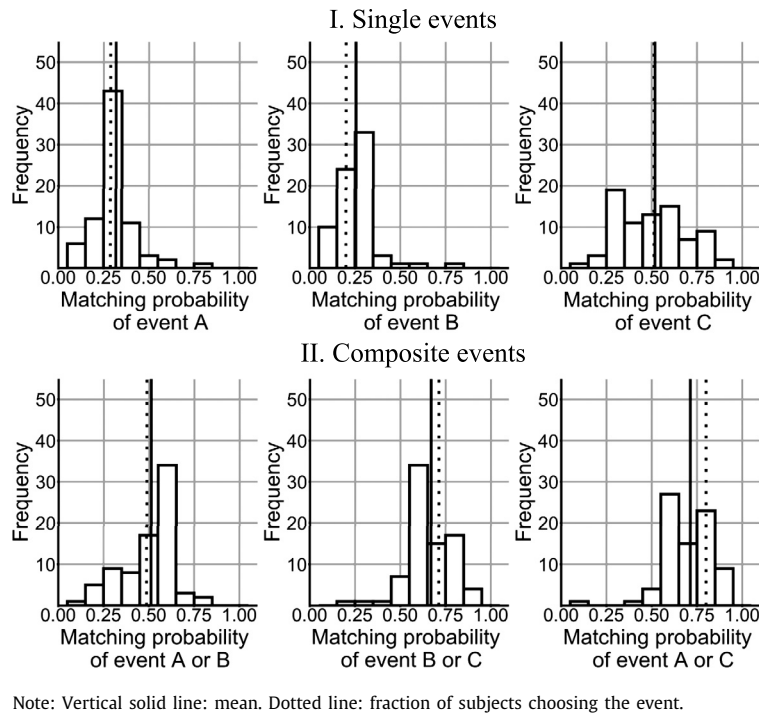 I. Single events
Frequency
50
40
30
20
10
0.00 0.25 0.50 0.75 1.00
Matching probability
of event A
Frequency
50
40
30
20
10
0.00 0.25 0.50 0.75 1.00
Matching probability
of event B
Frequency
50
40
30
20
10
0.00 0.25 0.50 0.75 1.00
Matching probability
of event C
II. Composite events
Frequency
50
40
30
20
10
0.00 0.25 0.50 0.75 1.00
Matching probability
of event A or B
Frequency
50
40
30
20
10
0.00 0.25 0.50 0.75 1.00
Matching probability
of event B or C
Frequency
50
40
30
20
10
0.00 0.25 0.50 0.75 1.00
Matching probability
of event A or C
Note: Vertical solid line: mean. Dotted line: fraction of subjects choosing the event.